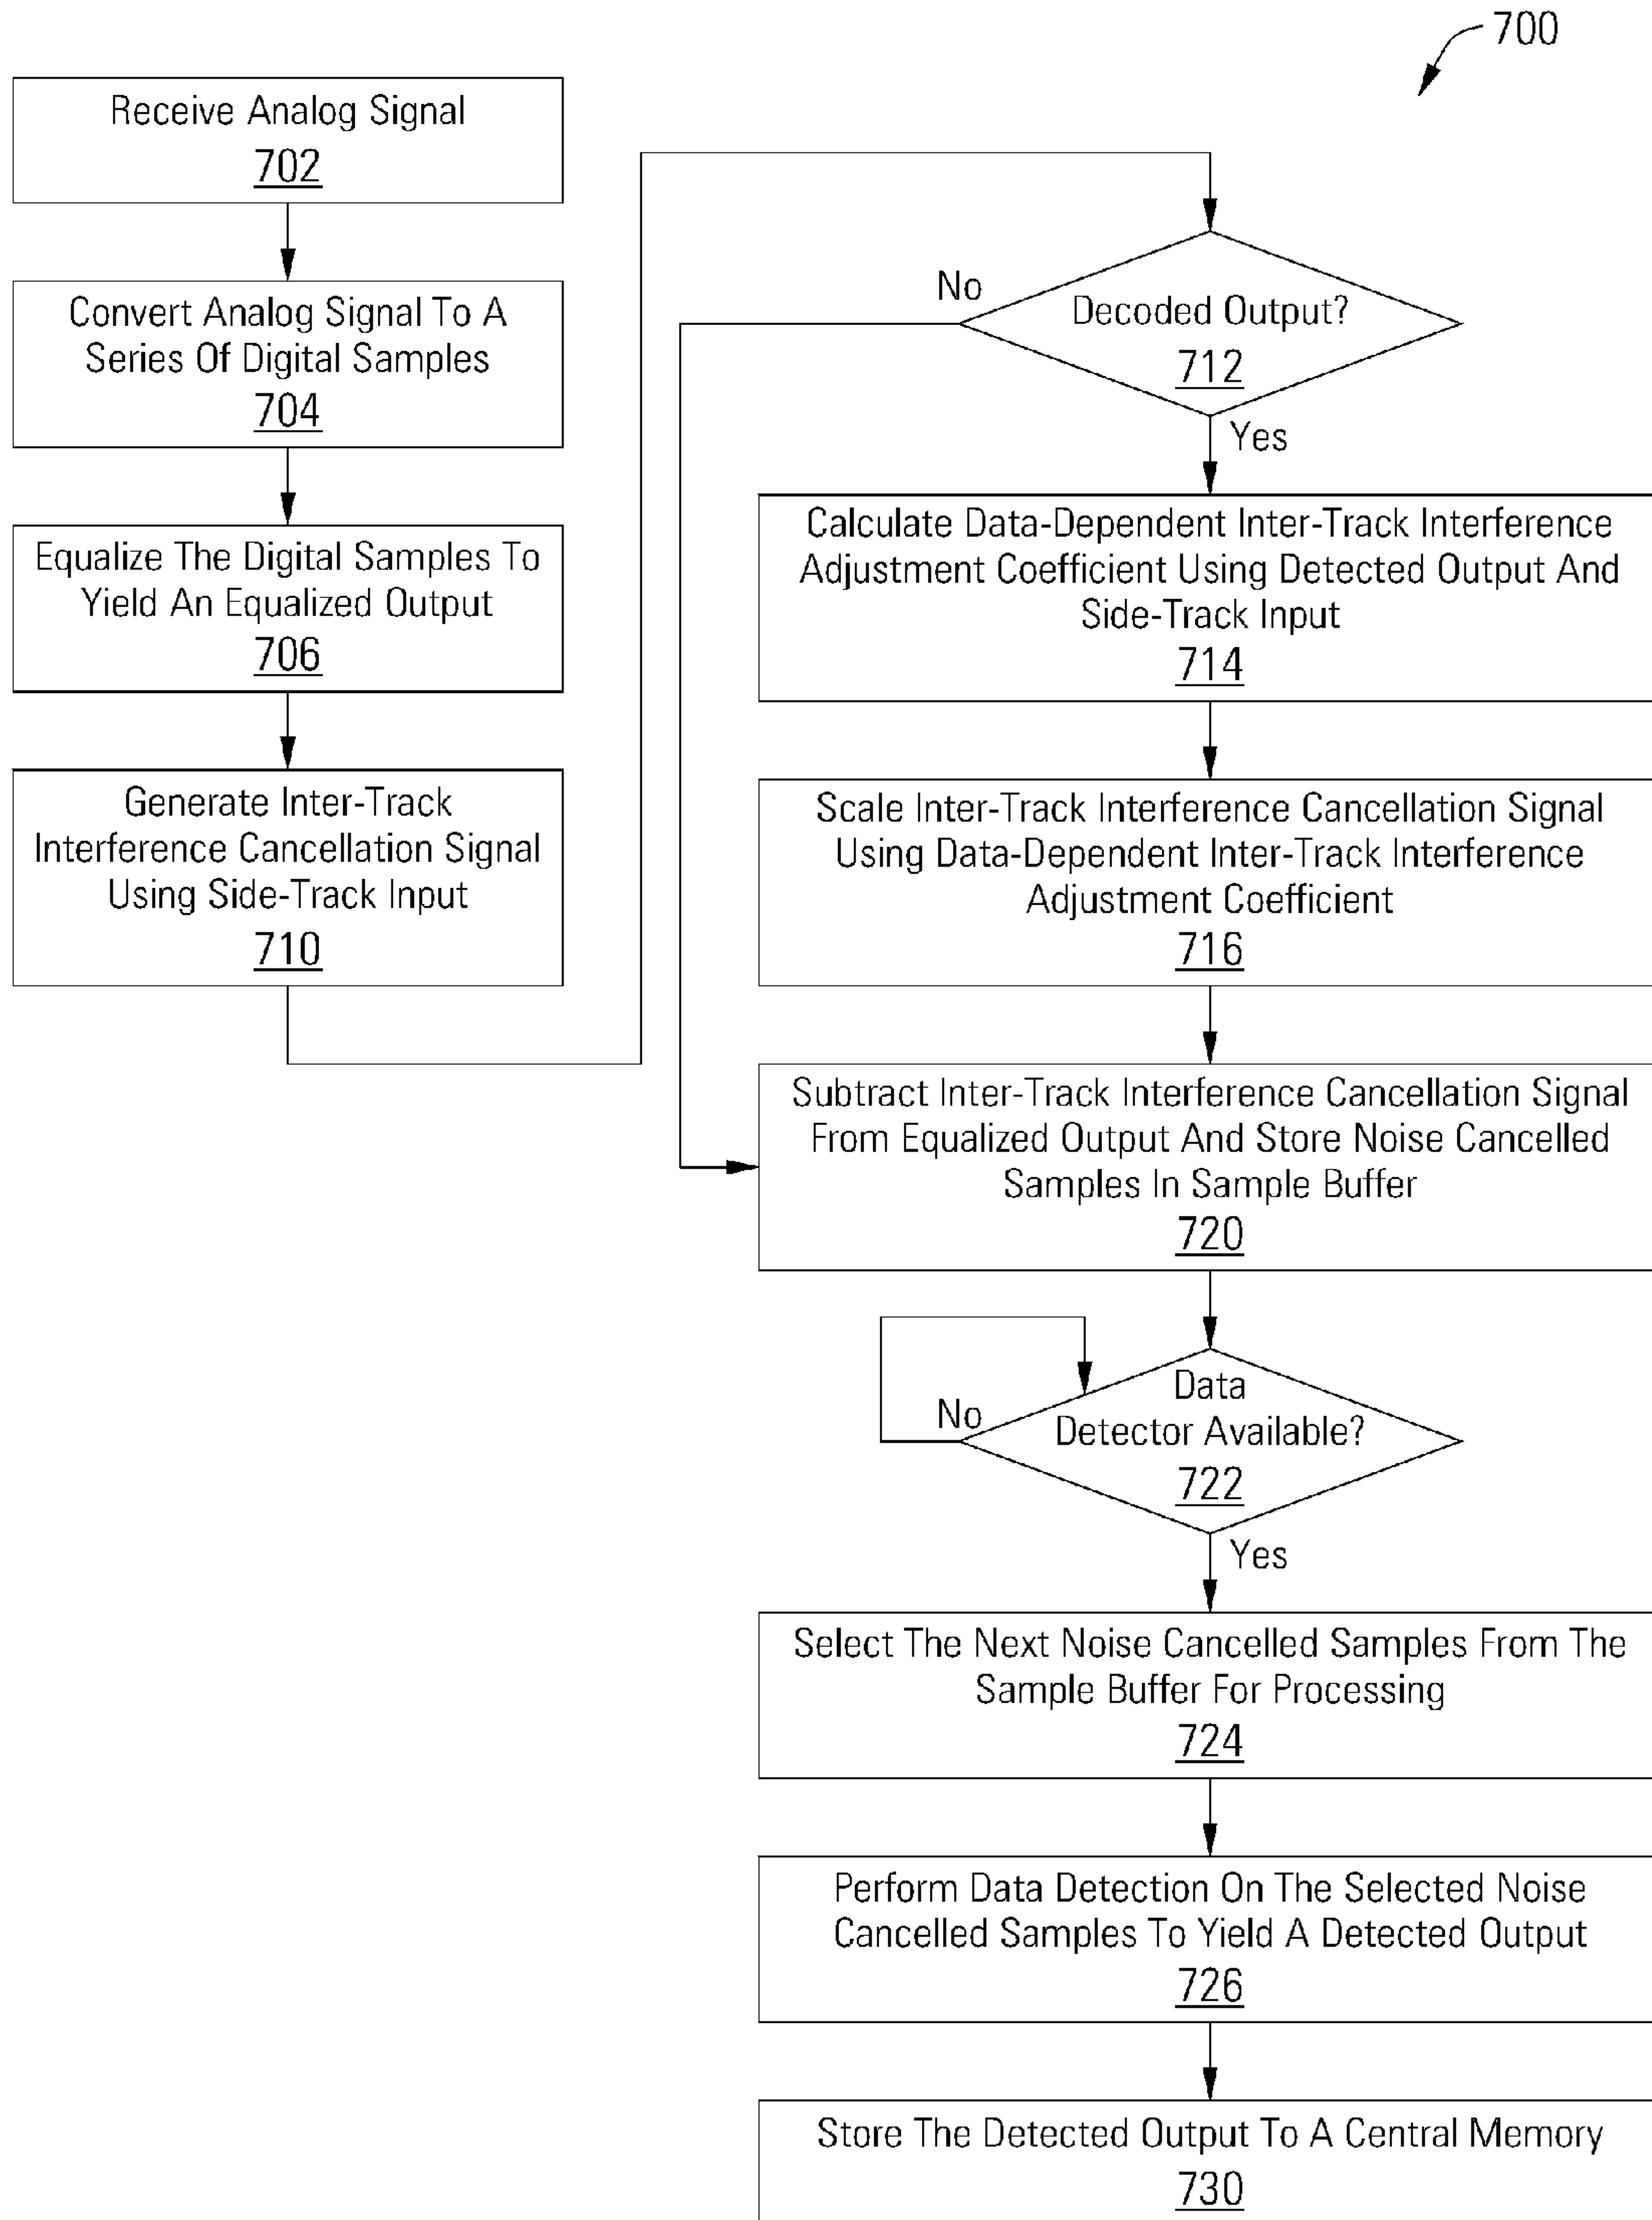 700
Receive Analog Signal
702
Convert Analog Signal To A
Series Of Digital Samples
704
Equalize The Digital Samples To
Yield An Equalized Output
706
Generate Inter-Track
Interference Cancellation Signal
Using Side-Track Input
710
No
Decoded Output?
712
Yes
Calculate Data-Dependent Inter-Track Interference
Adjustment Coefficient Using Detected Output And
Side-Track Input
714
Scale Inter-Track Interference Cancellation Signal
Using Data-Dependent Inter-Track Interference
Adjustment Coefficient
716
Subtract Inter-Track Interference Cancellation Signal
From Equalized Output And Store Noise Cancelled
Samples In Sample Buffer
720
No
Data
Detector Available?
722
Yes
Select The Next Noise Cancelled Samples From The
Sample Buffer For Processing
724
Perform Data Detection On The Selected Noise
Cancelled Samples To Yield A Detected Output
726
Store The Detected Output To A Central Memory
730